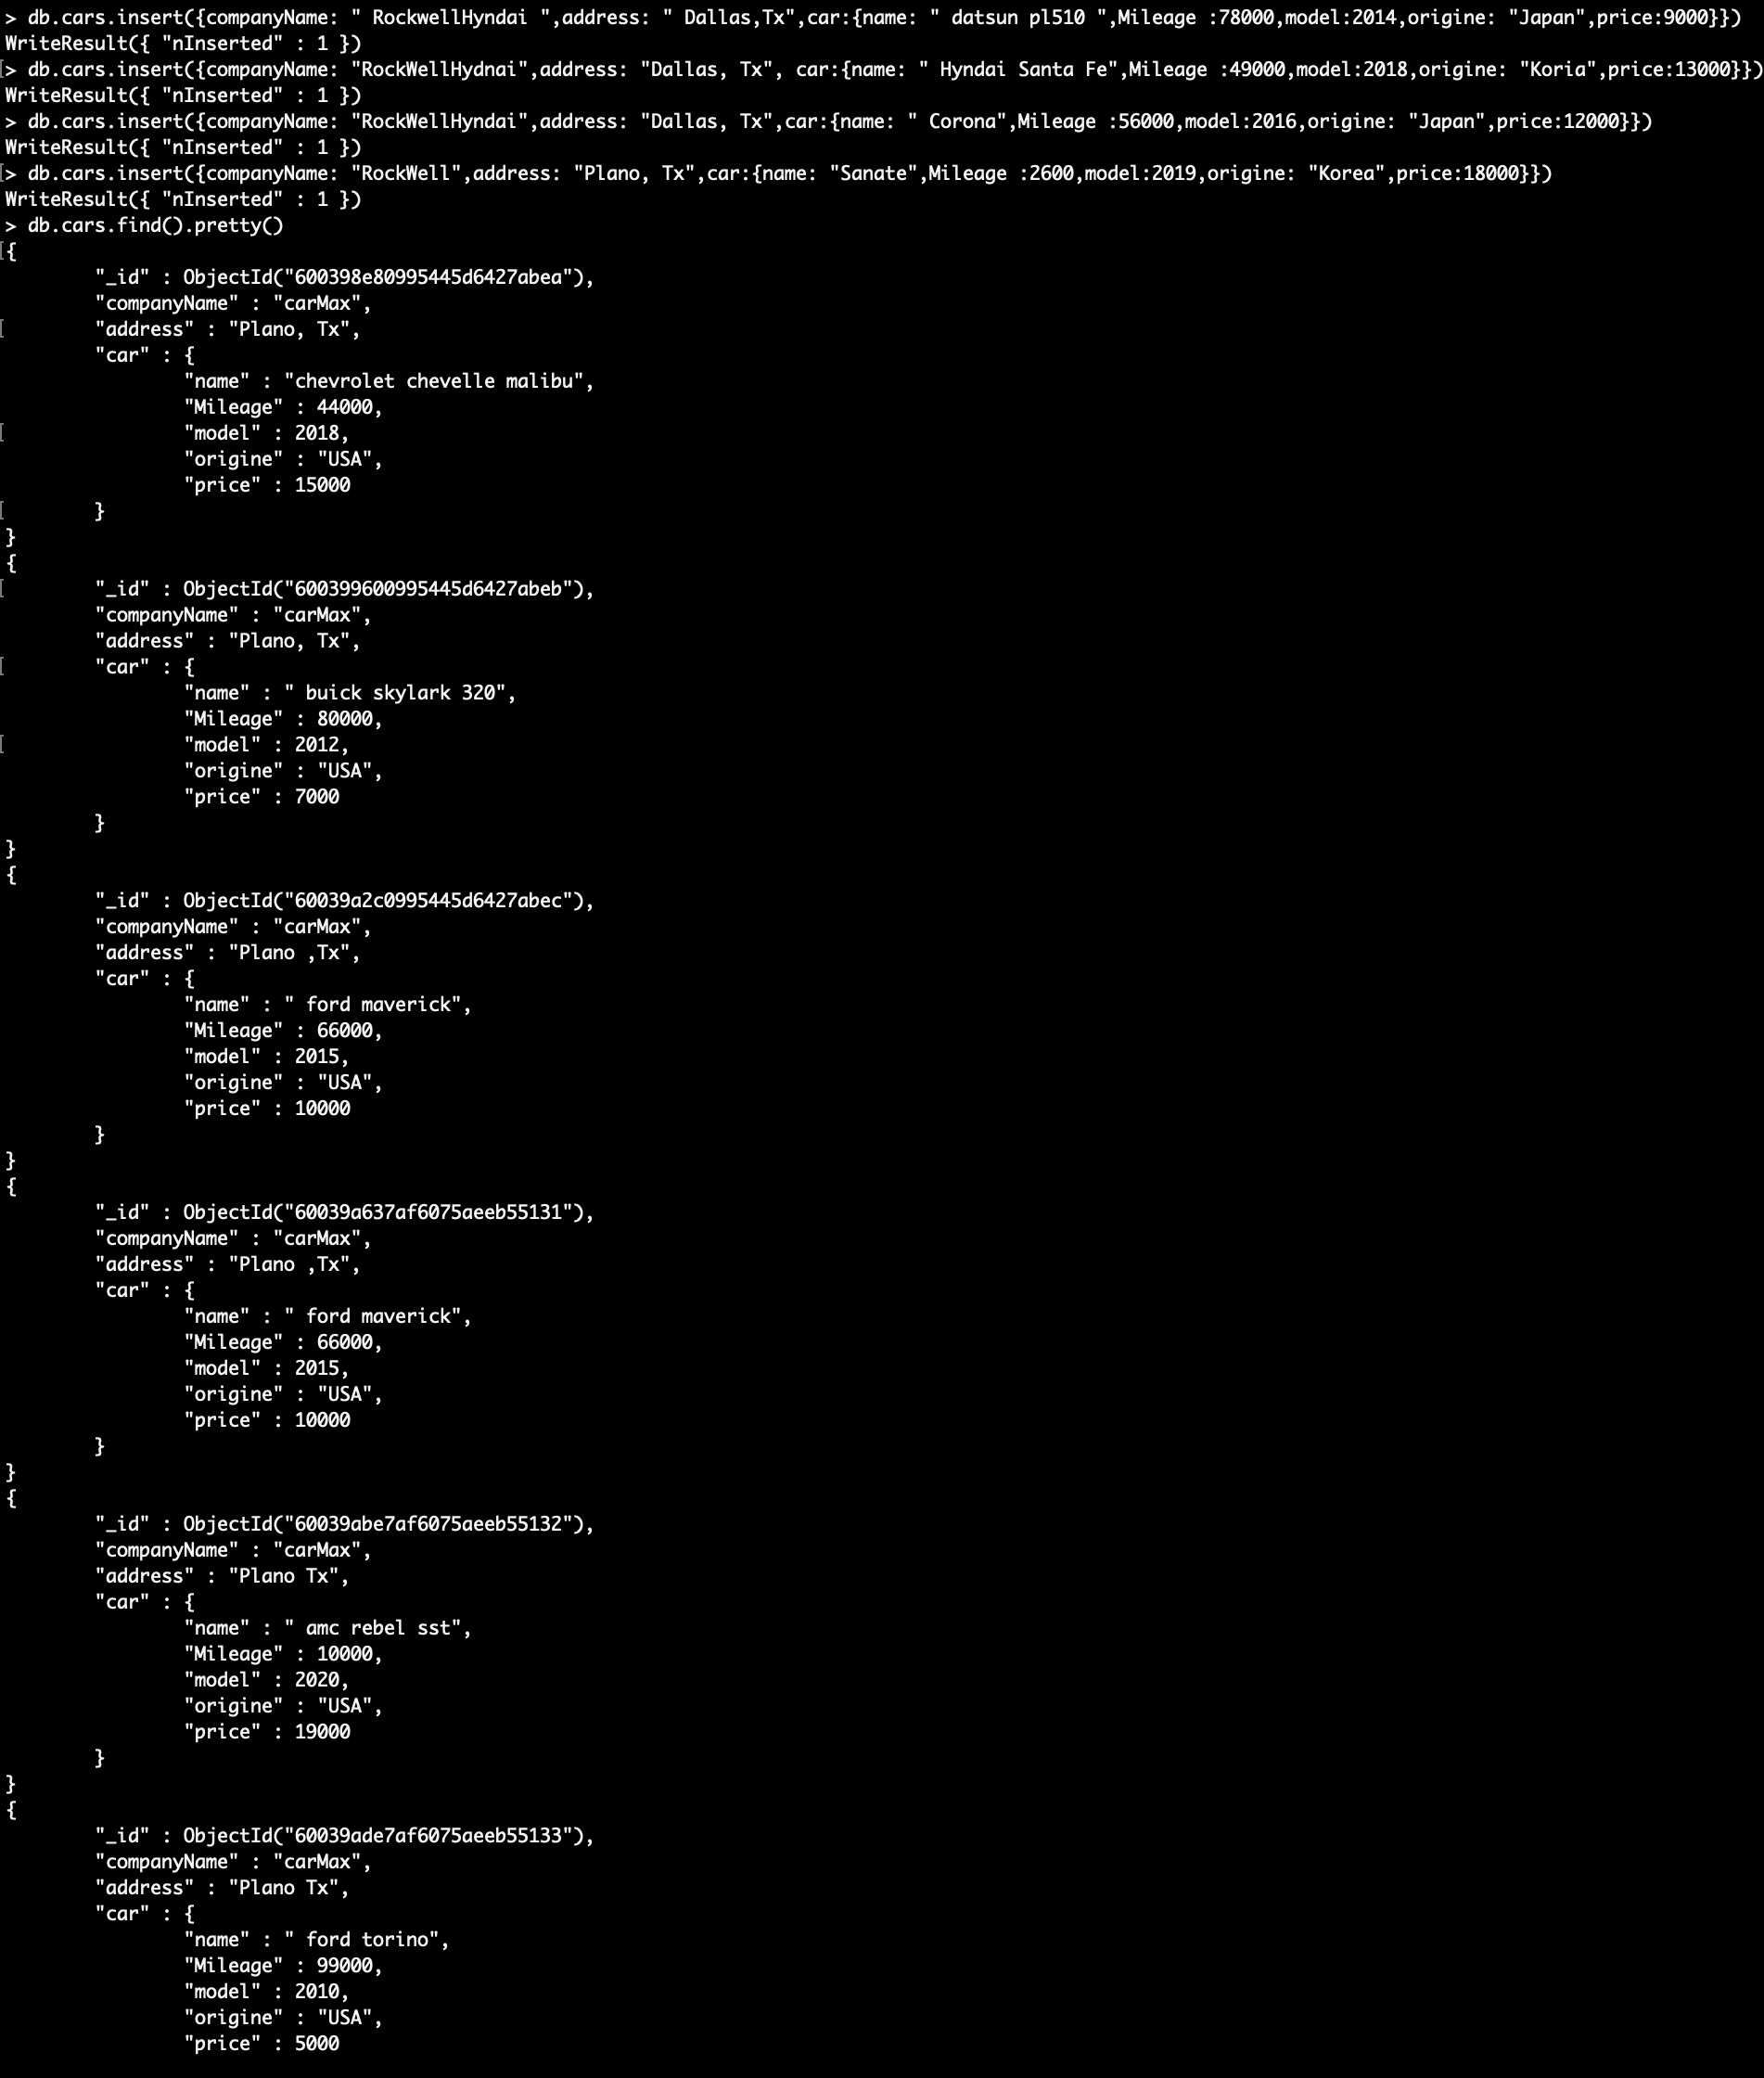 > db.cars.insert({companyName: " RockwellHyndai ",address: " Dallas,Tx",car:{name: " datsun pl510 ",Mileage :78000,model:2014,origine: "Japan",price:9000}})
WriteResult({ "nInserted" : 1 })
[> db.cars.insert({companyName: "RockWellHydnai",address: "Dallas, Tx", car:{name: " Hyndai Santa Fe",Mileage :49000,model:2018,origine: "Koria",price:13000}})
WriteResult({ "nInserted" : 1 })
> db.cars.insert({companyName: "RockWellHyndai",address: "Dallas, Tx",car:{name: " Corona",Mileage :56000,model:2016,origine: "Japan",price:12000}})
WriteResult({ "nInserted" : 1 })
[> db.cars.insert({companyName: "RockWell",address: "Plano, Tx",car:{name: "Sanate",Mileage :2600,model:2019,origine: "Korea",price:18000}})
WriteResult({ "nInserted" : 1 })
> db.cars.find().pretty()
[{
"_id" : ObjectId("600398e80995445d6427abea"),
"companyName" : "carMax",
[ "address" : "Plano, Tx",
"car" : {
"name" : "chevrolet chevelle malibu",
"Mileage" : 44000,
[ "model" : 2018,
"origine" : "USA",
"price" : 15000
[ }
}
{
[ "_id" : ObjectId("600399600995445d6427abeb"),
"companyName" : "carMax",
"address" : "Plano, Tx",
[ "car" : {
"name" : " buick skylark 320",
"Mileage" : 80000,
[ "model" : 2012,
"origine" : "USA",
"price" : 7000
}
}
{
"_id" : ObjectId("60039a2c0995445d6427abec"),
"companyName" : "carMax",
"address" : "Plano ,Tx",
"car" : {
"name" : " ford maverick",
"Mileage" : 66000,
"model" : 2015,
"origine" : "USA",
"price" : 10000
}
}
{
"_id" : ObjectId("60039a637af6075aeeb55131"),
"companyName" : "carMax",
"address" : "Plano ,Tx",
"car" : {
"name" : " ford maverick",
"Mileage" : 66000,
"model" : 2015,
"origine" : "USA",
"price" : 10000
}
}
{
"_id" : ObjectId("60039abe7af6075aeeb55132"),
"companyName" : "carMax",
"address" : "Plano Tx",
"car" : {
"name" : " amc rebel sst",
"Mileage" : 10000,
"model" : 2020,
"origine" : "USA",
"price" : 19000
}
}
{
"_id" : ObjectId("60039ade7af6075aeeb55133"),
"companyName" : "carMax",
"address" : "Plano Tx",
"car" : {
"name" : " ford torino",
"Mileage" : 99000,
"model" : 2010,
"origine" : "USA",
"price" : 5000